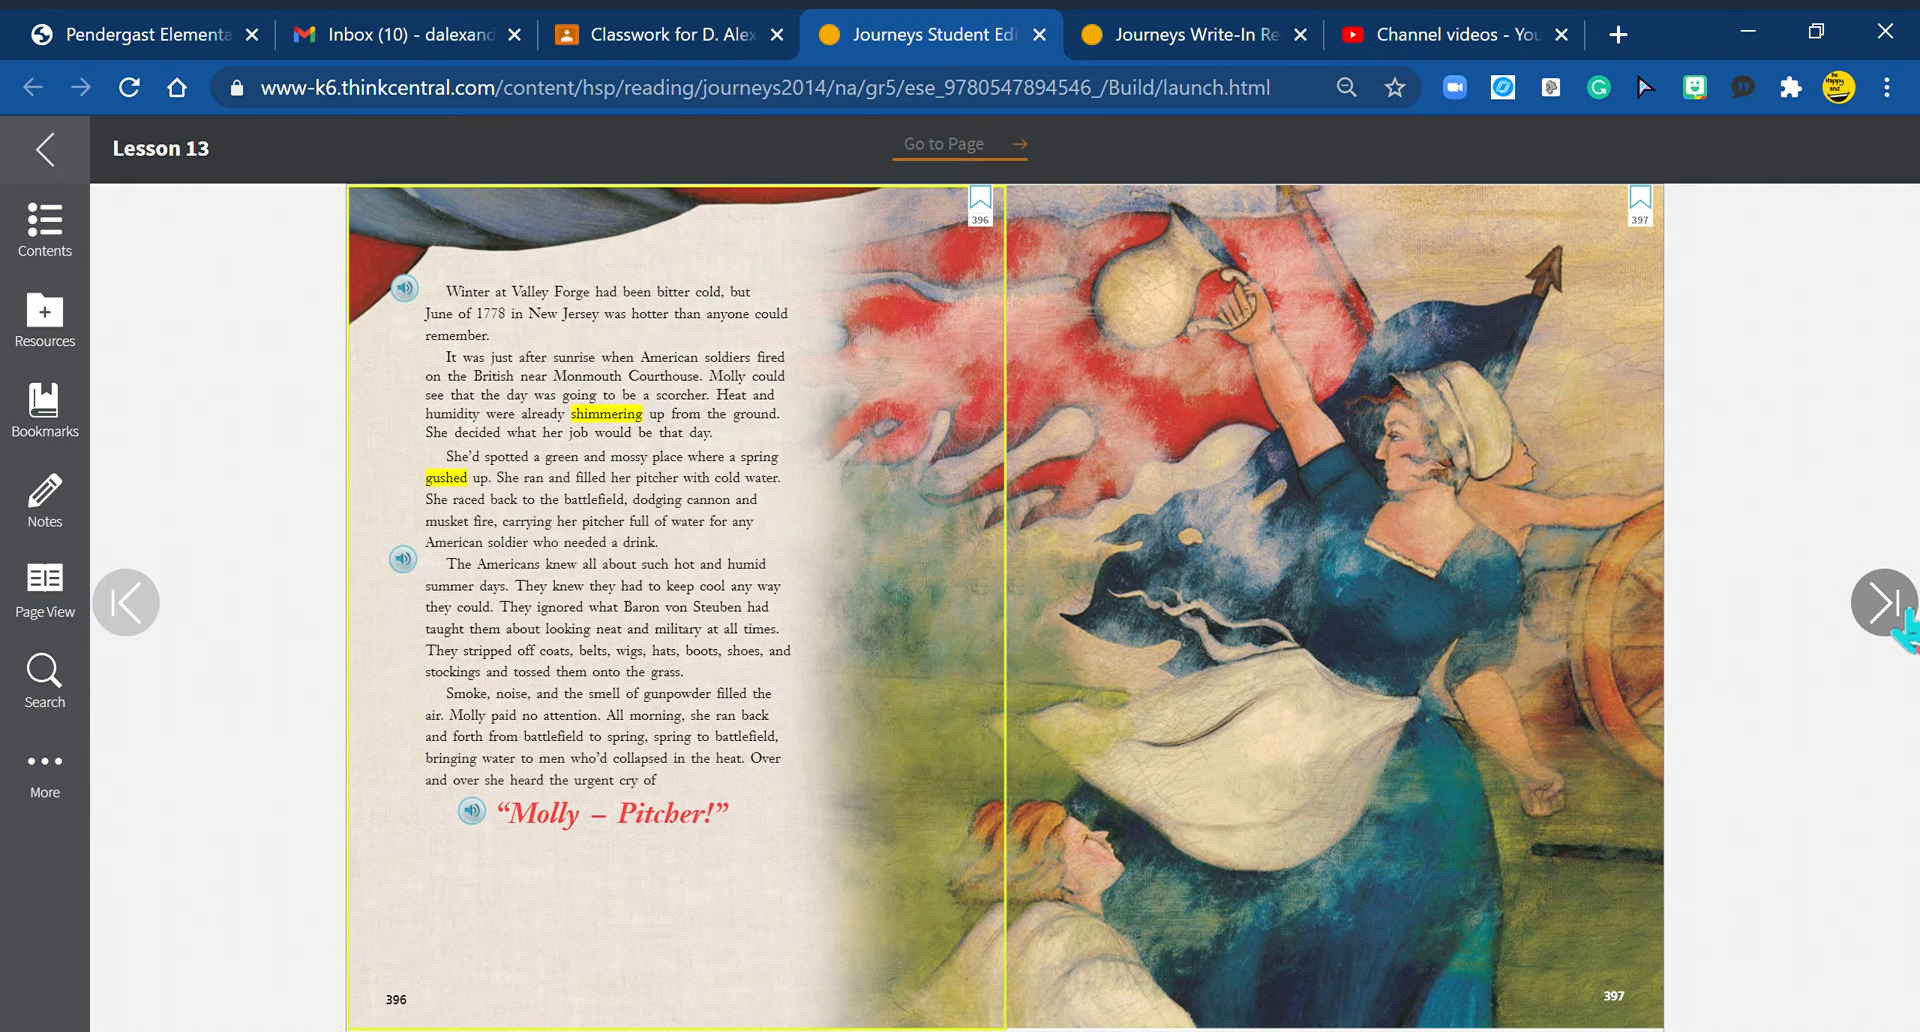 Pendergast Elementa
Inbox (10) - dalexand
Classwork for D. Alex
Journeys Student Edi
Journeys Write-In Re
Channel videos - You
www-k6.thinkcentral.com/content/hsp/reading/journeys2014/na/gr5/ese_9780547894546_/Build/launch.html
Lesson 13
Go to Page
Contents
Resources
Bookmarks
Notes
Page View
Search
More
396
397
Winter at Valley Forge had been bitter cold, but
June of 1778 in New Jersey was hotter than anyone could
remember.
It was just after sunrise when American soldiers fired
on the British near Monmouth Courthouse. Molly could
see that the day was going to be a scorcher. Heat and
humidity were already shimmering up from the ground.
She decided what her job would be that day.
She’d spotted a green and mossy place where a spring
gushed up. She ran and filled her pitcher with cold water.
She raced back to the battlefield, dodging cannon and
musket fire, carrying her pitcher full of water for any
American soldier who needed a drink.
The Americans knew all about such hot and humid
summer days. They knew they had to keep cool any way
they could. They ignored what Baron von Steuben had
taught them about looking neat and military at all times.
They stripped off coats, belts, wigs, hats, boots, shoes, and
stockings and tossed them onto the grass.
Smoke, noise, and the smell of gunpowder filled the
air. Molly paid no attention. All morning, she ran back
and forth from battlefield to spring, spring to battlefield,
bringing water to men who’d collapsed in the heat. Over
and over she heard the urgent cry of
“Molly – Pitcher!”
396
397